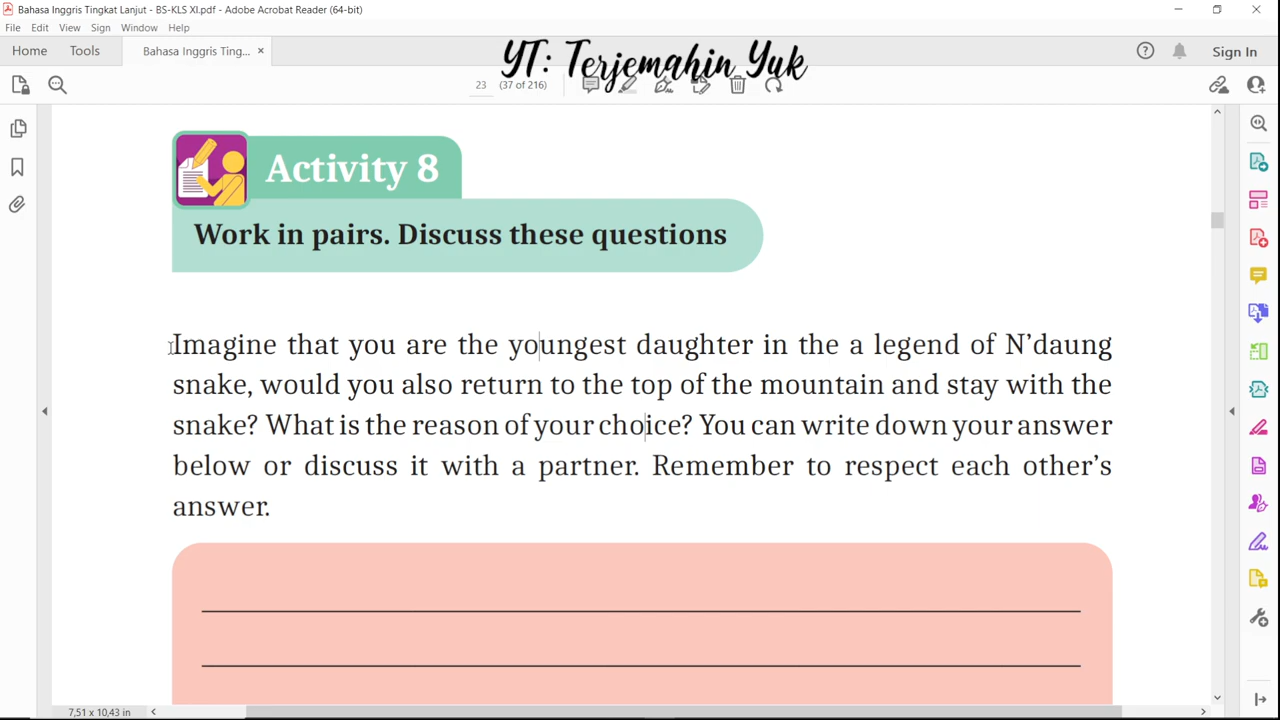 Bahasa Inggris Tingkat Lanjut - BS-KLS XI.pdf - Adobe Acrobat Reader (64-bit)
File Edit View Sign Window Help
Home Tools Bahasa Inggris Ting... × Sign In
YT: Terjemahin Yuk
23 (37 of 216)
Activity 8
Work in pairs. Discuss these questions
Imagine that you are the youngest daughter in the a legend of N’daung
snake, would you also return to the top of the mountain and stay with the
snake? What is the reason of your choice? You can write down your answer
below or discuss it with a partner. Remember to respect each other’s
answer.
7,51 x 10,43 in